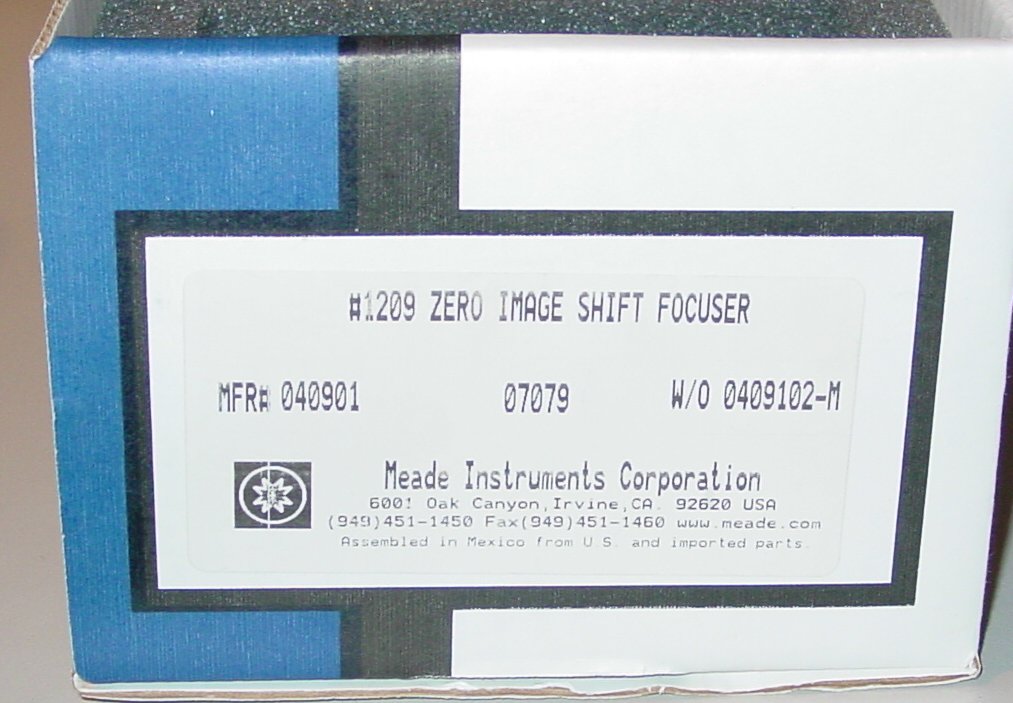 #1209 ZERO IMAGE SHIFT FOCUSER
MFR# 040901 07079 W/O 0409102-M
Meade Instruments Corporation
6001 Oak Canyon, Irvine, CA. 92620 USA
(949)451-1450 Fax(949)451-1460 www.meade.com
Assembled in Mexico from U.S. and imported parts.